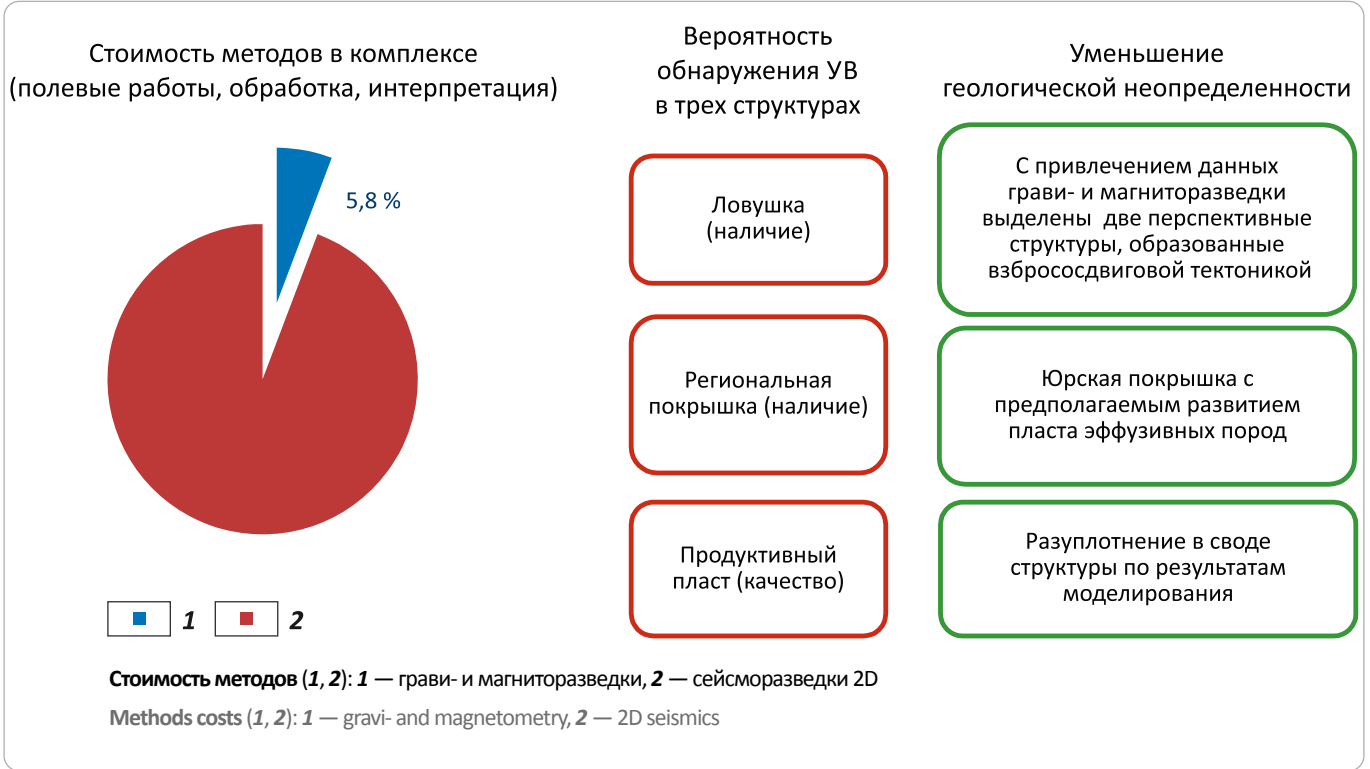 Стоимость методов в комплексе
(полевые работы, обработка, интерпретация)
5,8 %
1
2
Вероятность
обнаружения УВ
в трех структурах
Ловушка
(наличие)
Региональная
покрышка (наличие)
Продуктивный
пласт (качество)
Уменьшение
геологической неопределенности
С привлечением данных
грави- и магниторазведки
выделены две перспективные
структуры, образованные
взбрососдвиговой тектоникой
Юрская покрышка с
предполагаемым развитием
пласта эффузивных пород
Разуплотнение в своде
структуры по результатам
моделирования
Стоимость методов (1, 2): 1 — грави- и магниторазведки, 2 — сейсморазведки 2D
Methods costs (1, 2): 1 — gravi- and magnetometry, 2 — 2D seismics